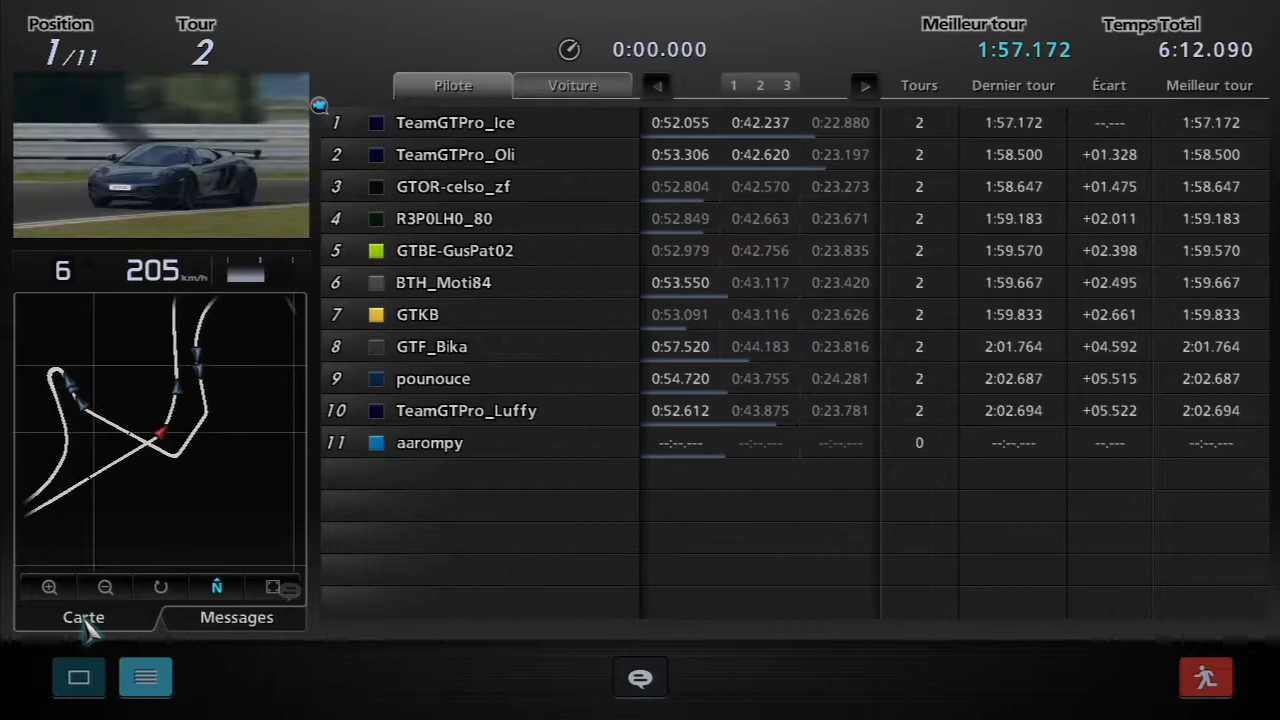 Position Tour Meilleur tour Temps Total
1/11 2 0:00.000 1:57.172 6:12.090
Pilote Voiture 1 2 3 Tours Dernier tour Écart Meilleur tour
1 TeamGTPro_Ice 0:52.055 0:42.237 0:22.880 2 1:57.172 --.--- 1:57.172
2 TeamGTPro_Oli 0:53.306 0:42.620 0:23.197 2 1:58.500 +01.328 1:58.500
3 GTOR-celso_zf 0:52.804 0:42.570 0:23.273 2 1:58.647 +01.475 1:58.647
4 R3P0LH0_80 0:52.849 0:42.663 0:23.671 2 1:59.183 +02.011 1:59.183
5 GTBE-GusPat02 0:52.979 0:42.756 0:23.835 2 1:59.570 +02.398 1:59.570
6 BTH_Moti84 0:53.550 0:43.117 0:23.420 2 1:59.667 +02.495 1:59.667
7 GTKB 0:53.091 0:43.116 0:23.626 2 1:59.833 +02.661 1:59.833
8 GTF_Bika 0:57.520 0:44.183 0:23.816 2 2:01.764 +04.592 2:01.764
9 pounouce 0:54.720 0:43.755 0:24.281 2 2:02.687 +05.515 2:02.687
10 TeamGTPro_Luffy 0:52.612 0:43.875 0:23.781 2 2:02.694 +05.522 2:02.694
11 aarompy --:--.--- --:--.--- --:--.--- 0 --:--.--- --.--- --:--.---
6 205 km/h
N
Carte Messages